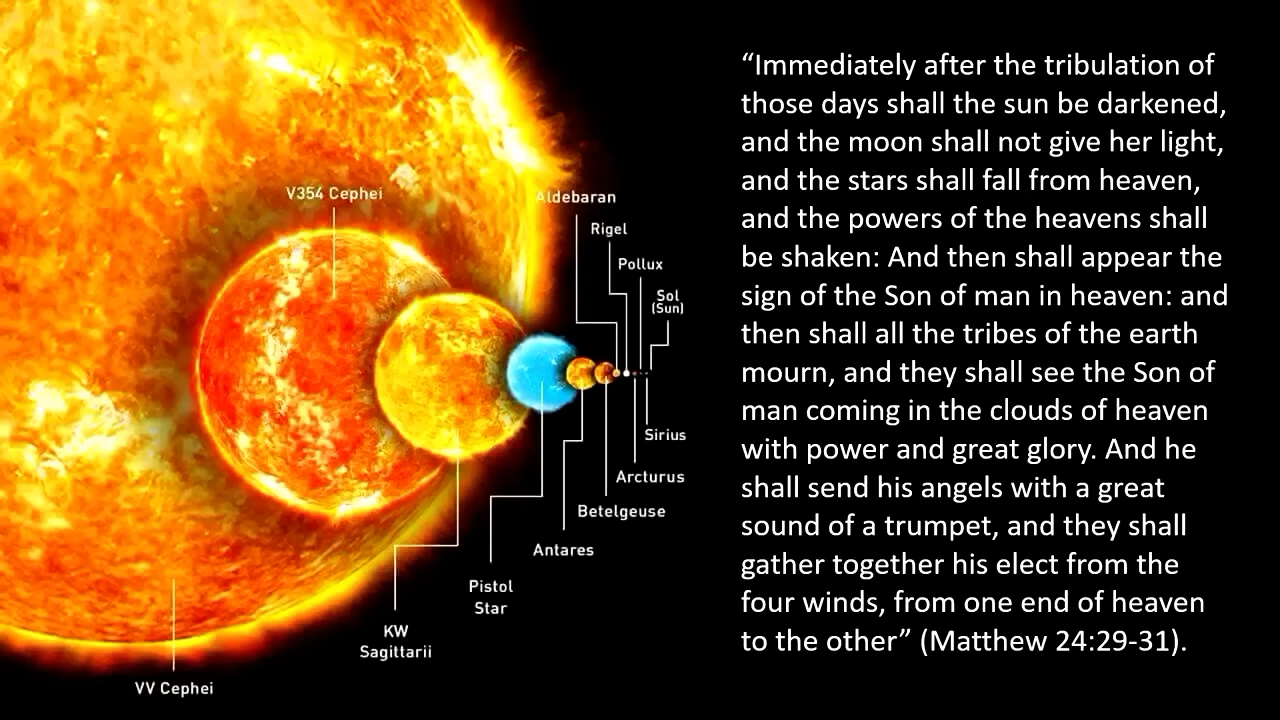 V354 Cephei
Aldebaran
Rigel
Pollux
Sol
(Sun)
Sirius
Arcturus
Betelgeuse
Antares
Pistol
Star
KW
Sagittarii
VV Cephei
“Immediately after the tribulation of
those days shall the sun be darkened,
and the moon shall not give her light,
and the stars shall fall from heaven,
and the powers of the heavens shall
be shaken: And then shall appear the
sign of the Son of man in heaven: and
then shall all the tribes of the earth
mourn, and they shall see the Son of
man coming in the clouds of heaven
with power and great glory. And he
shall send his angels with a great
sound of a trumpet, and they shall
gather together his elect from the
four winds, from one end of heaven
to the other” (Matthew 24:29-31).